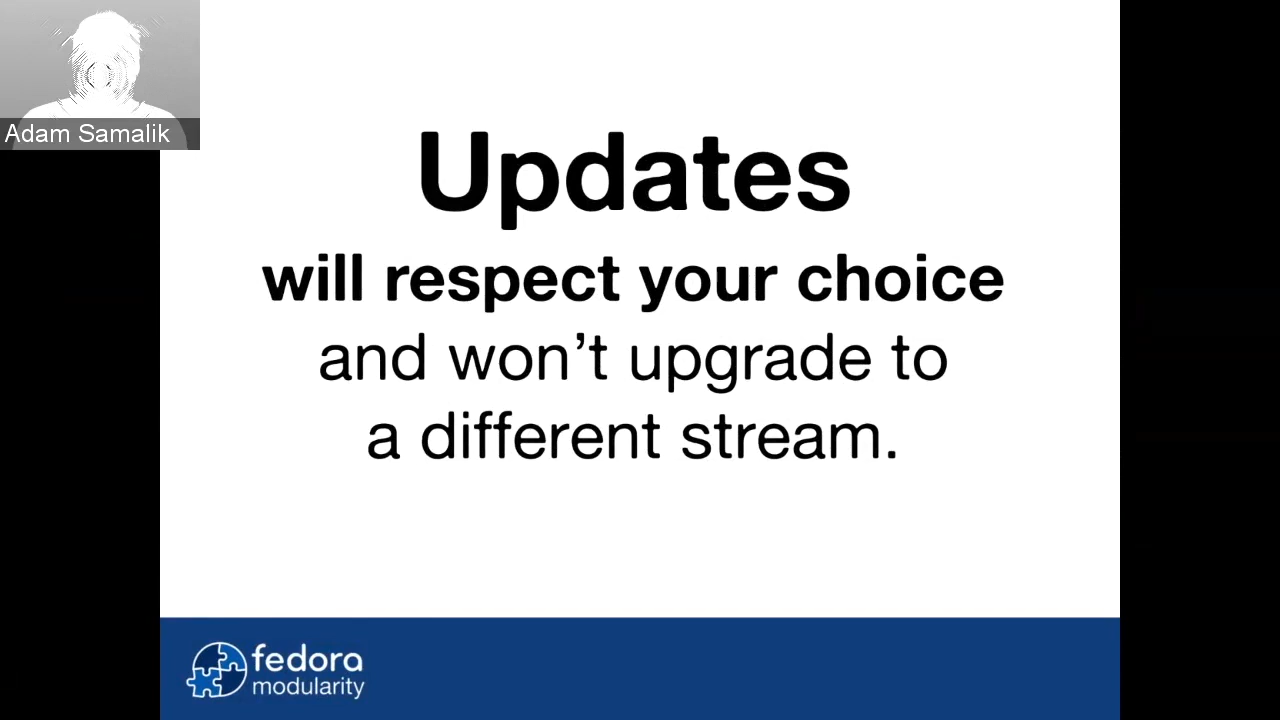 Adam Samalik
Updates
will respect your choice
and won’t upgrade to
a different stream.
fedora
modularity